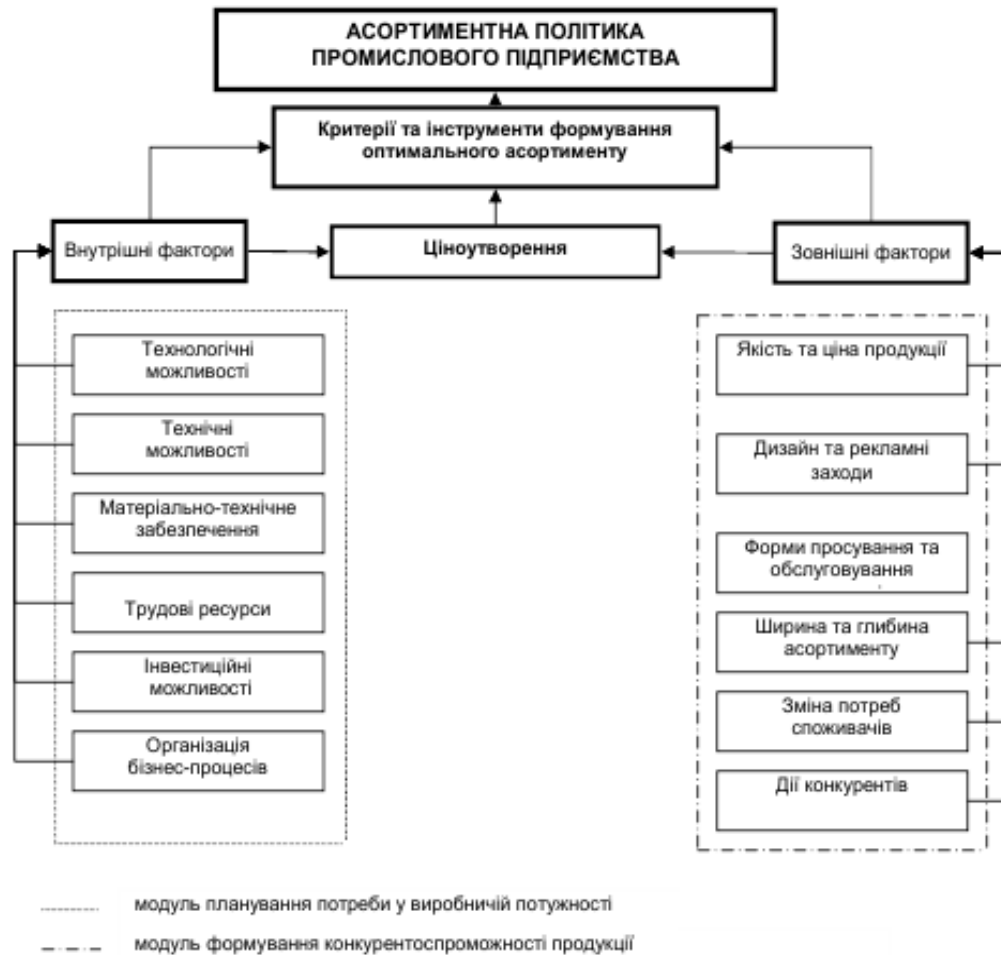 АСОРТИМЕНТНА ПОЛІТИКА
ПРОМИСЛОВОГО ПІДПРИЄМСТВА
Критерії та інструменти формування
оптимального асортименту
Внутрішні фактори
Ціноутворення
Зовнішні фактори
Технологічні
можливості
Технічні
можливості
Матеріально-технічне
забезпечення
Трудові ресурси
Інвестиційні
можливості
Організація
бізнес-процесів
Якість та ціна продукції
Дизайн та рекламні
заходи
Форми просування та
обслуговування
Ширина та глибина
асортименту
Зміна потреб
споживачів
Дії конкурентів
модуль планування потреби у виробничій потужності
модуль формування конкурентоспроможності продукції